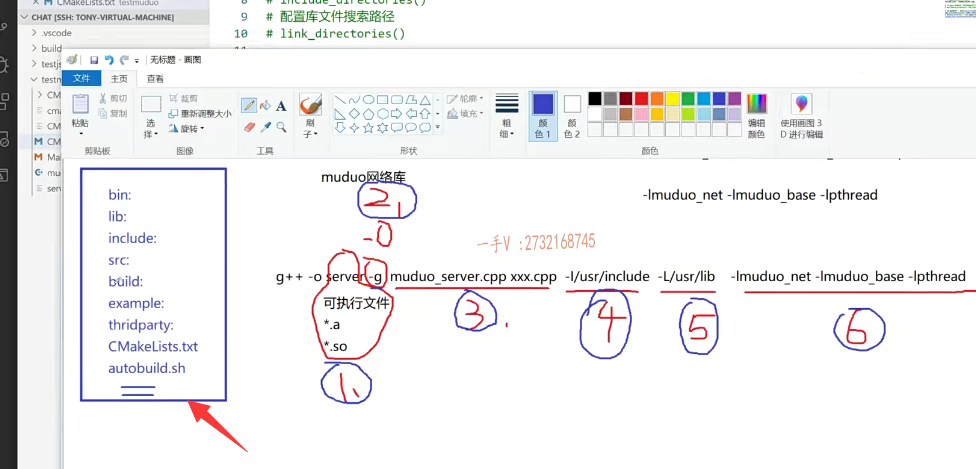 CMakeLists.txt testmuduo
CHAT [SSH: TONY-VIRTUAL-MACHINE]
.vscode
build
testjs
testm
CM
cma
CM
M CM
M Mak
mu
ser
8 # include_directories()
9 # 配置库文件搜索路径
10 # link_directories()
无标题 - 画图
文件 主页 查看
粘贴
剪切
复制
剪贴板
选择
裁剪
重新调整大小
旋转
图像
A
工具
刷子
轮廓
填充
形状
粗细
颜色 1
颜色 2
编辑颜色
颜色
使用画图 3D 进行编辑
bin:
lib:
include:
src:
build:
example:
thridparty:
CMakeLists.txt
autobuild.sh
muduo网络库
2,
-O
-lmuduo_net -lmuduo_base -lpthread
一手V :2732168745
g++ -o server -g muduo_server.cpp xxx.cpp -I/usr/include -L/usr/lib -lmuduo_net -lmuduo_base -lpthread
可执行文件
*.a
*.so
1.
3.
4
5
6